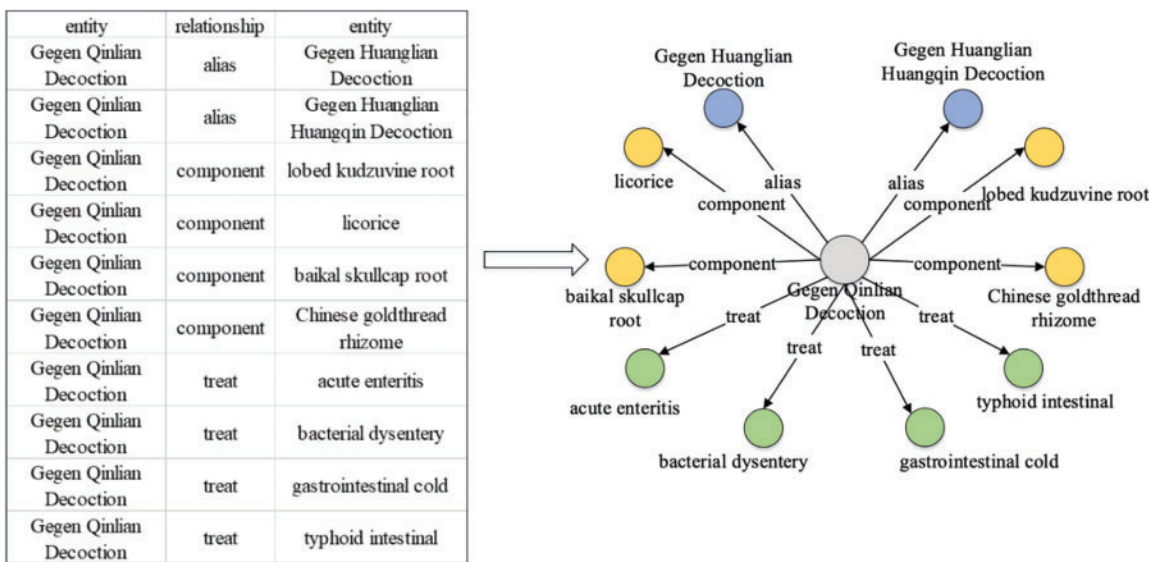 entity relationship entity
Gegen Qinlian
Decoction
alias
Gegen Huanglian
Decoction
Gegen Qinlian
Decoction
alias
Gegen Huanglian
Huangqin Decoction
Gegen Qinlian
Decoction
component
lobed kudzuvine root
Gegen Qinlian
Decoction
component
licorice
Gegen Qinlian
Decoction
component
baikal skullcap root
Gegen Qinlian
Decoction
component
Chinese goldthread
rhizome
Gegen Qinlian
Decoction
treat
acute enteritis
Gegen Qinlian
Decoction
treat
bacterial dysentery
Gegen Qinlian
Decoction
treat
gastrointestinal cold
Gegen Qinlian
Decoction
treat
typhoid intestinal
Gegen Huanglian
Decoction
Gegen Huanglian
Huangqin Decoction
licorice
lobed kudzuvine root
alias
alias
component
component
component
component
baikal skullcap
root
Gegen Qinlian
Decoction
Chinese goldthread
rhizome
treat
treat
treat
treat
acute enteritis
typhoid intestinal
bacterial dysentery
gastrointestinal cold